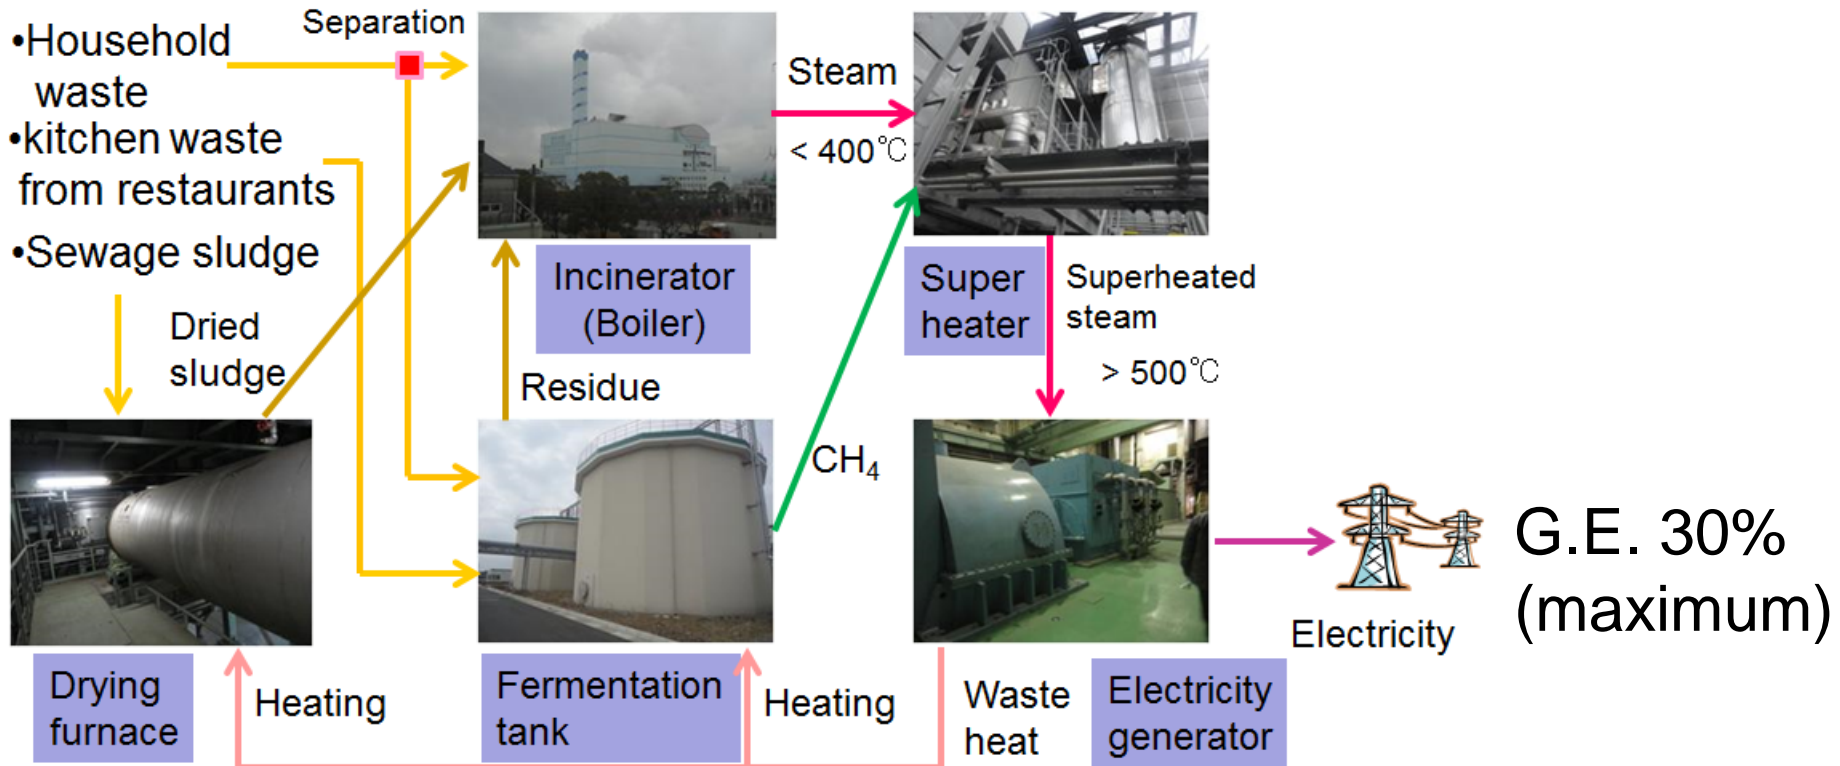 •Household
waste
•kitchen waste
from restaurants
•Sewage sludge
Separation
Steam
< 400℃
Incinerator
(Boiler)
Super
heater
Superheated
steam
> 500℃
Dried
sludge
Residue
CH₄
G.E. 30%
(maximum)
Electricity
Drying
furnace
Heating
Fermentation
tank
Heating
Waste
heat
Electricity
generator